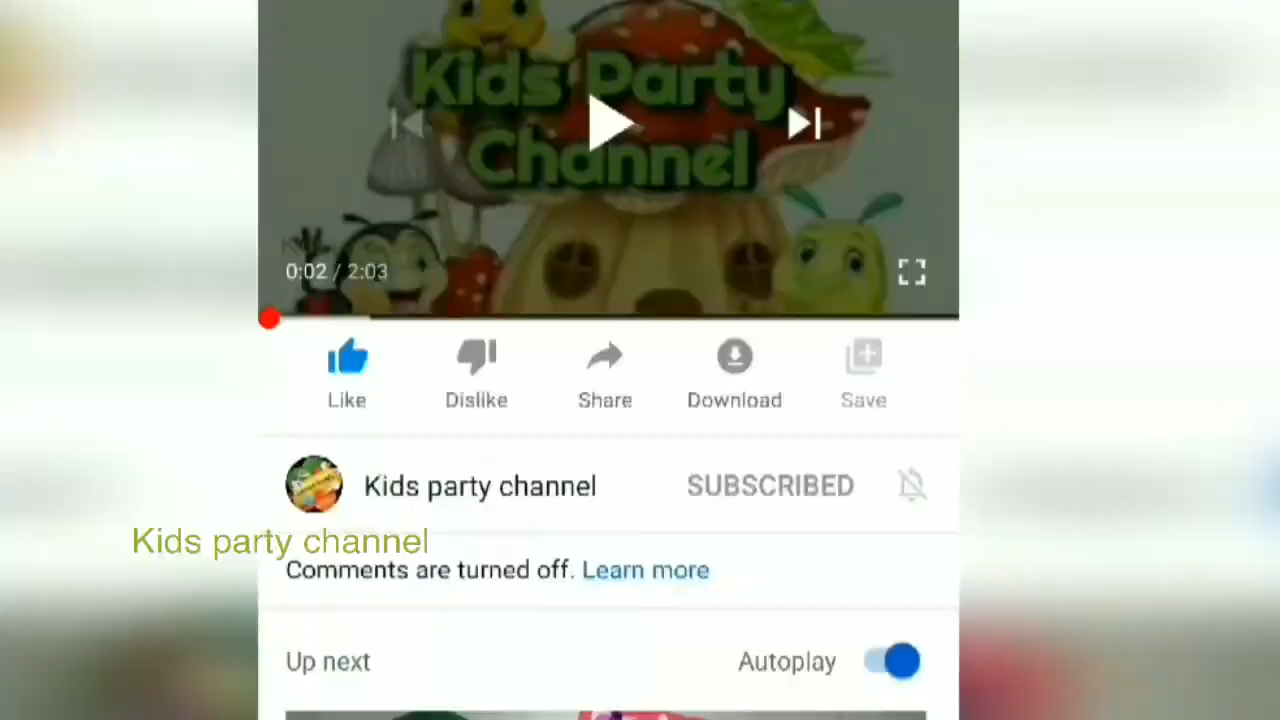 Kids Party
Channel
0:02 / 2:03
Like
Dislike
Share
Download
Save
Kids party channel
SUBSCRIBED
Kids party channel
Comments are turned off. Learn more
Up next
Autoplay